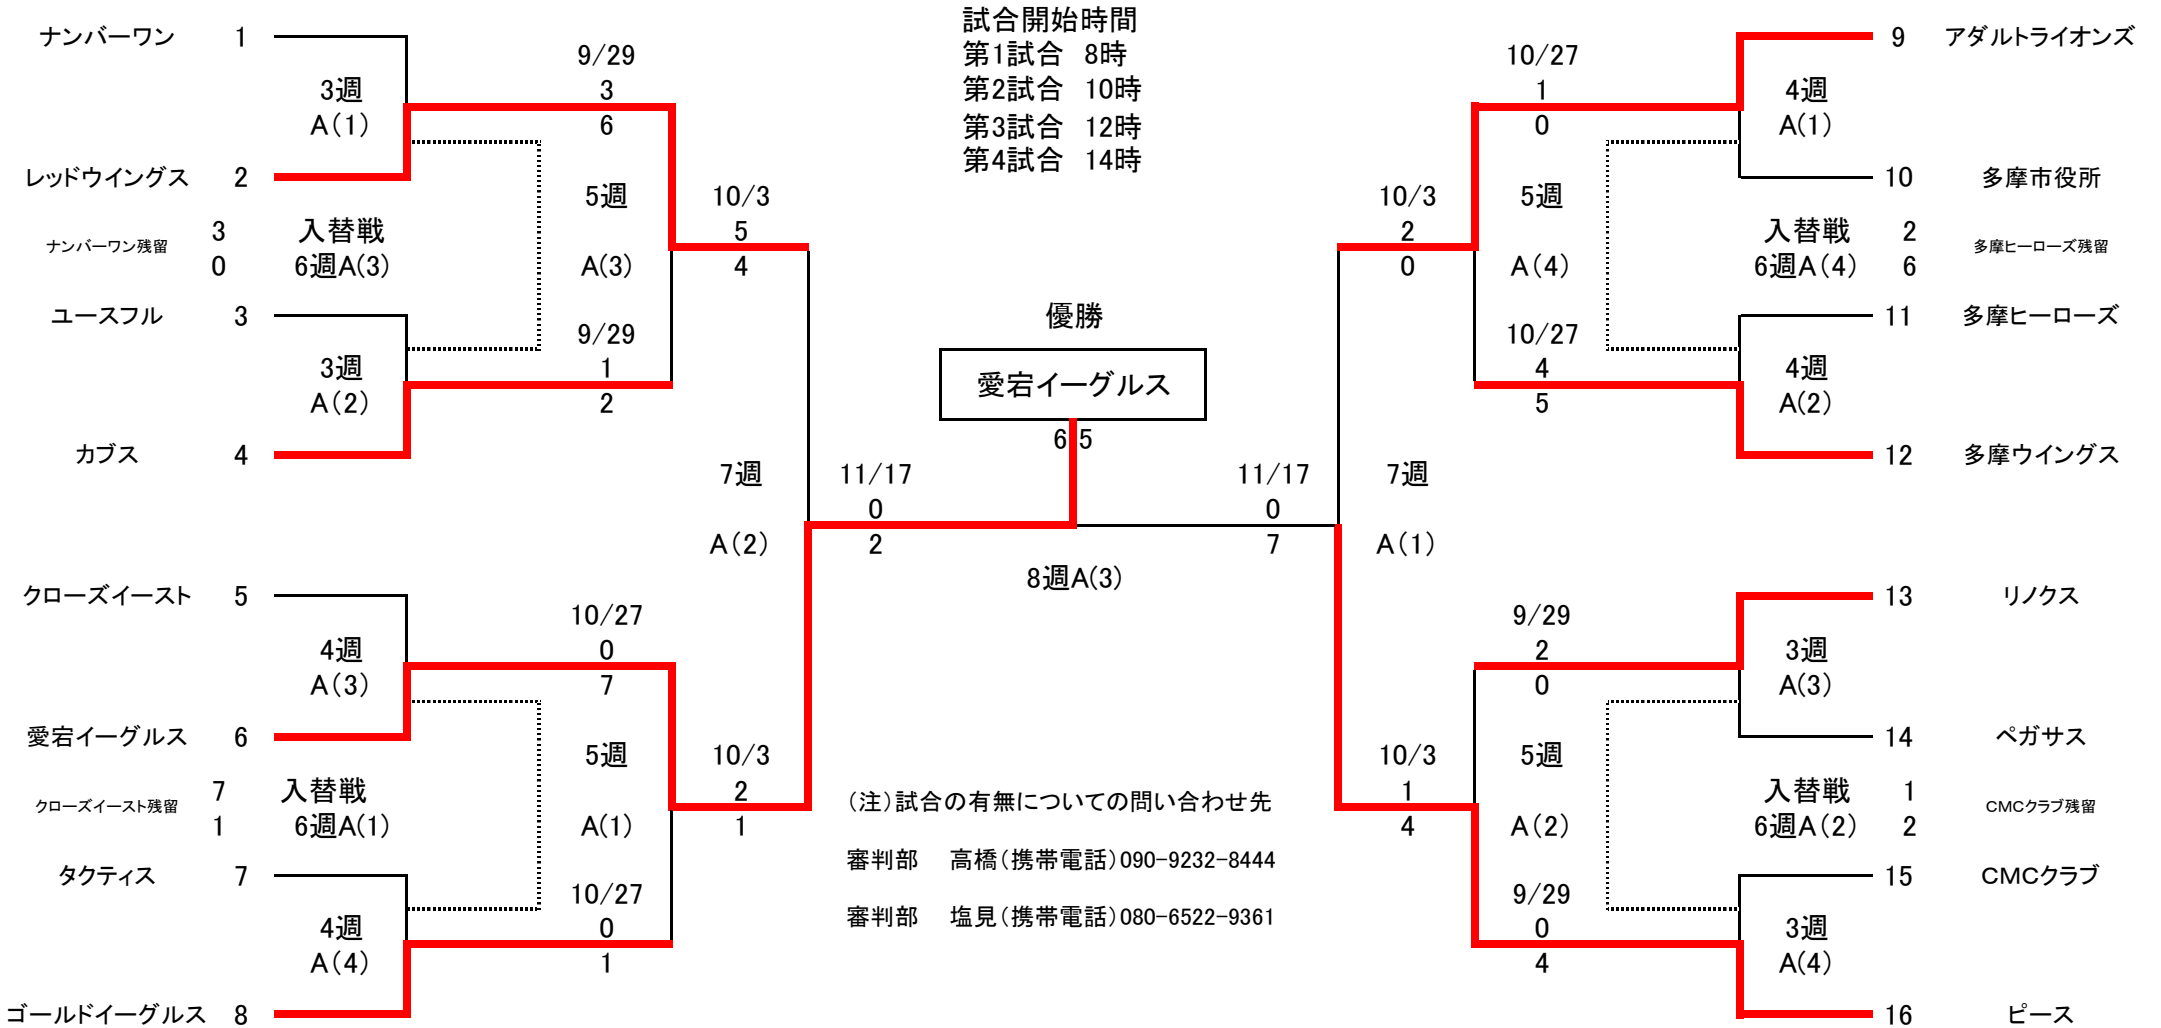 試合開始時間
第1試合 8時
第2試合 10時
第3試合 12時
第4試合 14時
ナンバーワン 1
3週
A(1)
9/29
3
6
レッドウイングス 2
ナンバーワン残留
3
0
入替戦
6週A(3)
5週
A(3)
10/3
5
4
ユースフル 3
3週
A(2)
9/29
1
2
カブス 4
7週
A(2)
11/17
0
2
クローズイースト 5
4週
A(3)
10/27
0
7
愛宕イーグルス 6
クローズイースト残留
7
1
入替戦
6週A(1)
5週
A(1)
10/3
2
1
タクティス 7
4週
A(4)
10/27
0
1
ゴールドイーグルス 8
優勝
愛宕イーグルス
6 5
8週A(3)
(注)試合の有無についての問い合わせ先
審判部 高橋(携帯電話)090-9232-8444
審判部 塩見(携帯電話)080-6522-9361
9 アダルトライオンズ
10/27
1
0
4週
A(1)
10 多摩市役所
10/3
2
0
5週
A(4)
入替戦
6週A(4)
2
6
多摩ヒーローズ残留
11 多摩ヒーローズ
10/27
4
5
4週
A(2)
12 多摩ウイングス
11/17
0
7
7週
A(1)
13 リノクス
9/29
2
0
3週
A(3)
14 ペガサス
10/3
1
4
5週
A(2)
入替戦
6週A(2)
1
2
CMCクラブ残留
15 CMCクラブ
9/29
0
4
3週
A(4)
16 ピース